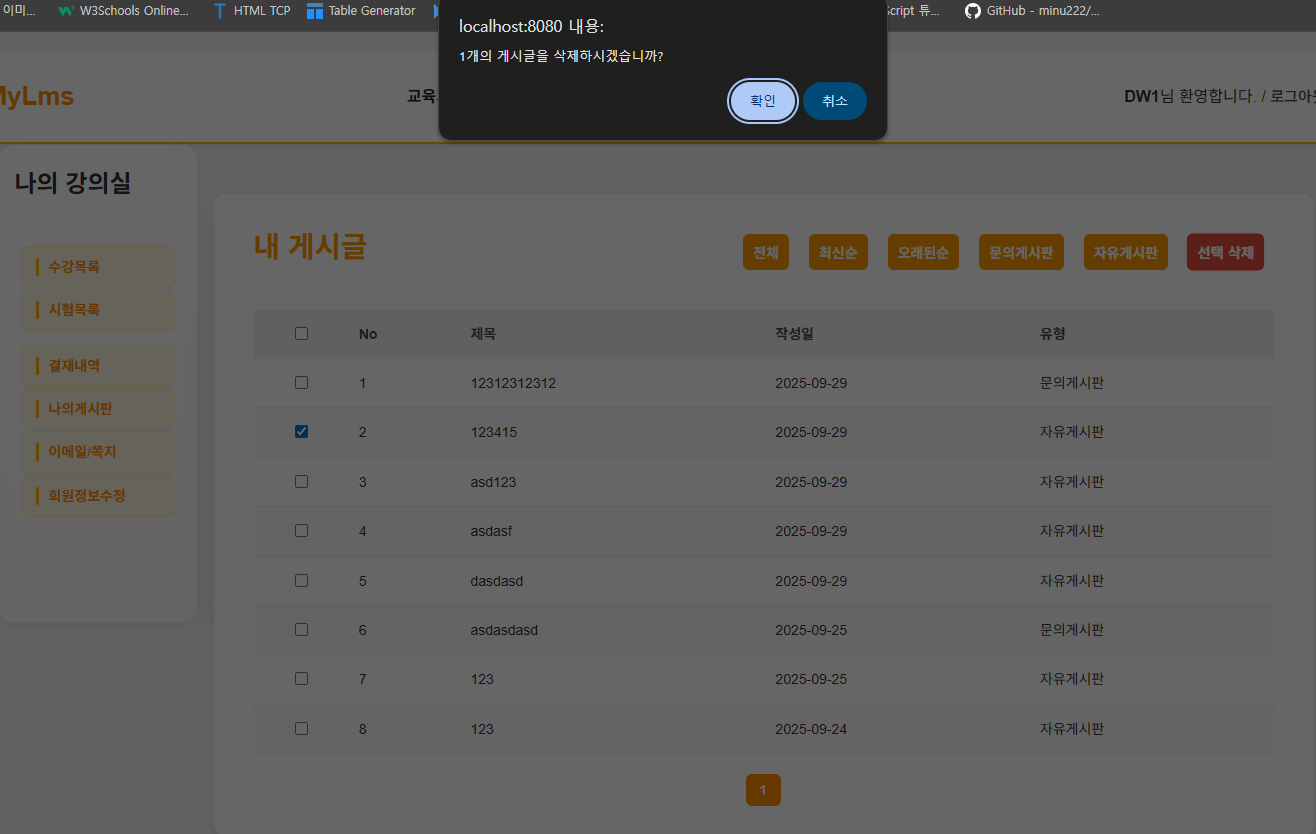 이미... W3Schools Online... HTML TCP Table Generator Script 튜... GitHub - minu222/...
localhost:8080 내용:
1개의 게시글을 삭제하시겠습니까?
확인 취소
MyLms 교육 DW1님 환영합니다. / 로그아웃
나의 강의실
수강목록
시험목록
결재내역
나의게시판
이메일/쪽지
회원정보수정
내 게시글 전체 최신순 오래된순 문의게시판 자유게시판 선택 삭제
No 제목 작성일 유형
1 12312312312 2025-09-29 문의게시판
2 123415 2025-09-29 자유게시판
3 asd123 2025-09-29 자유게시판
4 asdasf 2025-09-29 자유게시판
5 dasdasd 2025-09-29 자유게시판
6 asdasdasd 2025-09-25 문의게시판
7 123 2025-09-25 자유게시판
8 123 2025-09-24 자유게시판
1